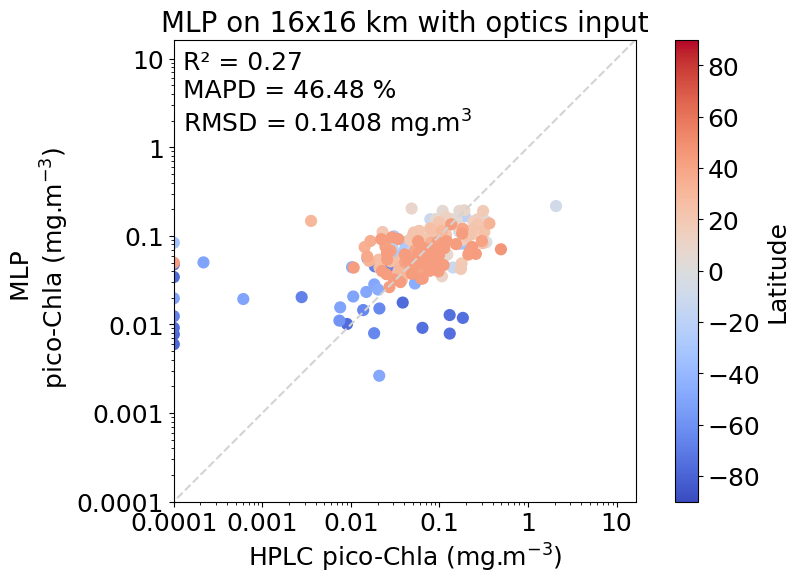 MLP on 16x16 km with optics input
R² = 0.27
MAPD = 46.48 %
RMSD = 0.1408 mg.m³
MLP
pico-Chla (mg.m⁻³)
10
1
0.1
0.01
0.001
0.0001
0.0001
0.001
0.01
0.1
1
10
HPLC pico-Chla (mg.m⁻³)
80
60
40
20
0
−20
−40
−60
−80
Latitude